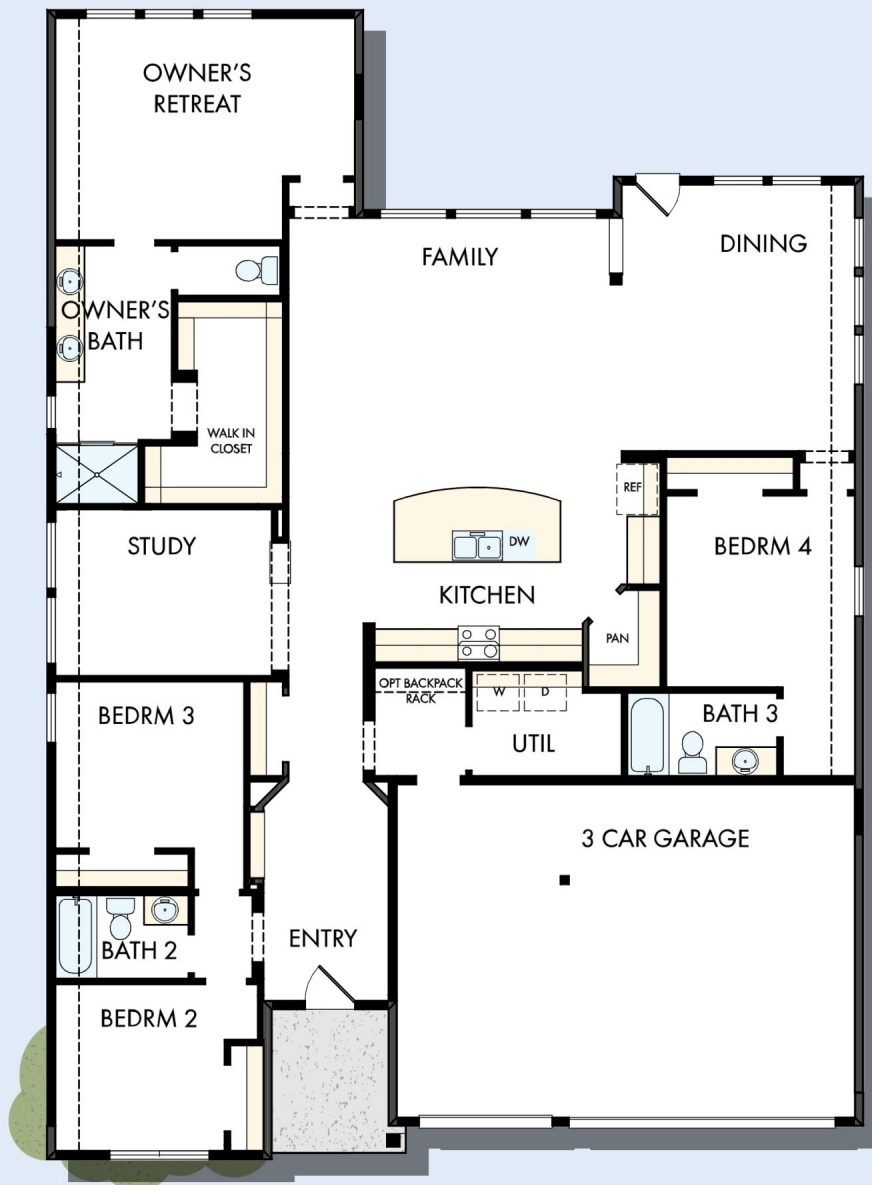 OWNER'S
RETREAT
FAMILY
DINING
OWNER'S
BATH
WALK IN
CLOSET
REF
STUDY
DW
BEDRM 4
KITCHEN
PAN
OPT BACKPACK
RACK
W
D
BEDRM 3
BATH 3
UTIL
3 CAR GARAGE
ENTRY
BATH 2
BEDRM 2